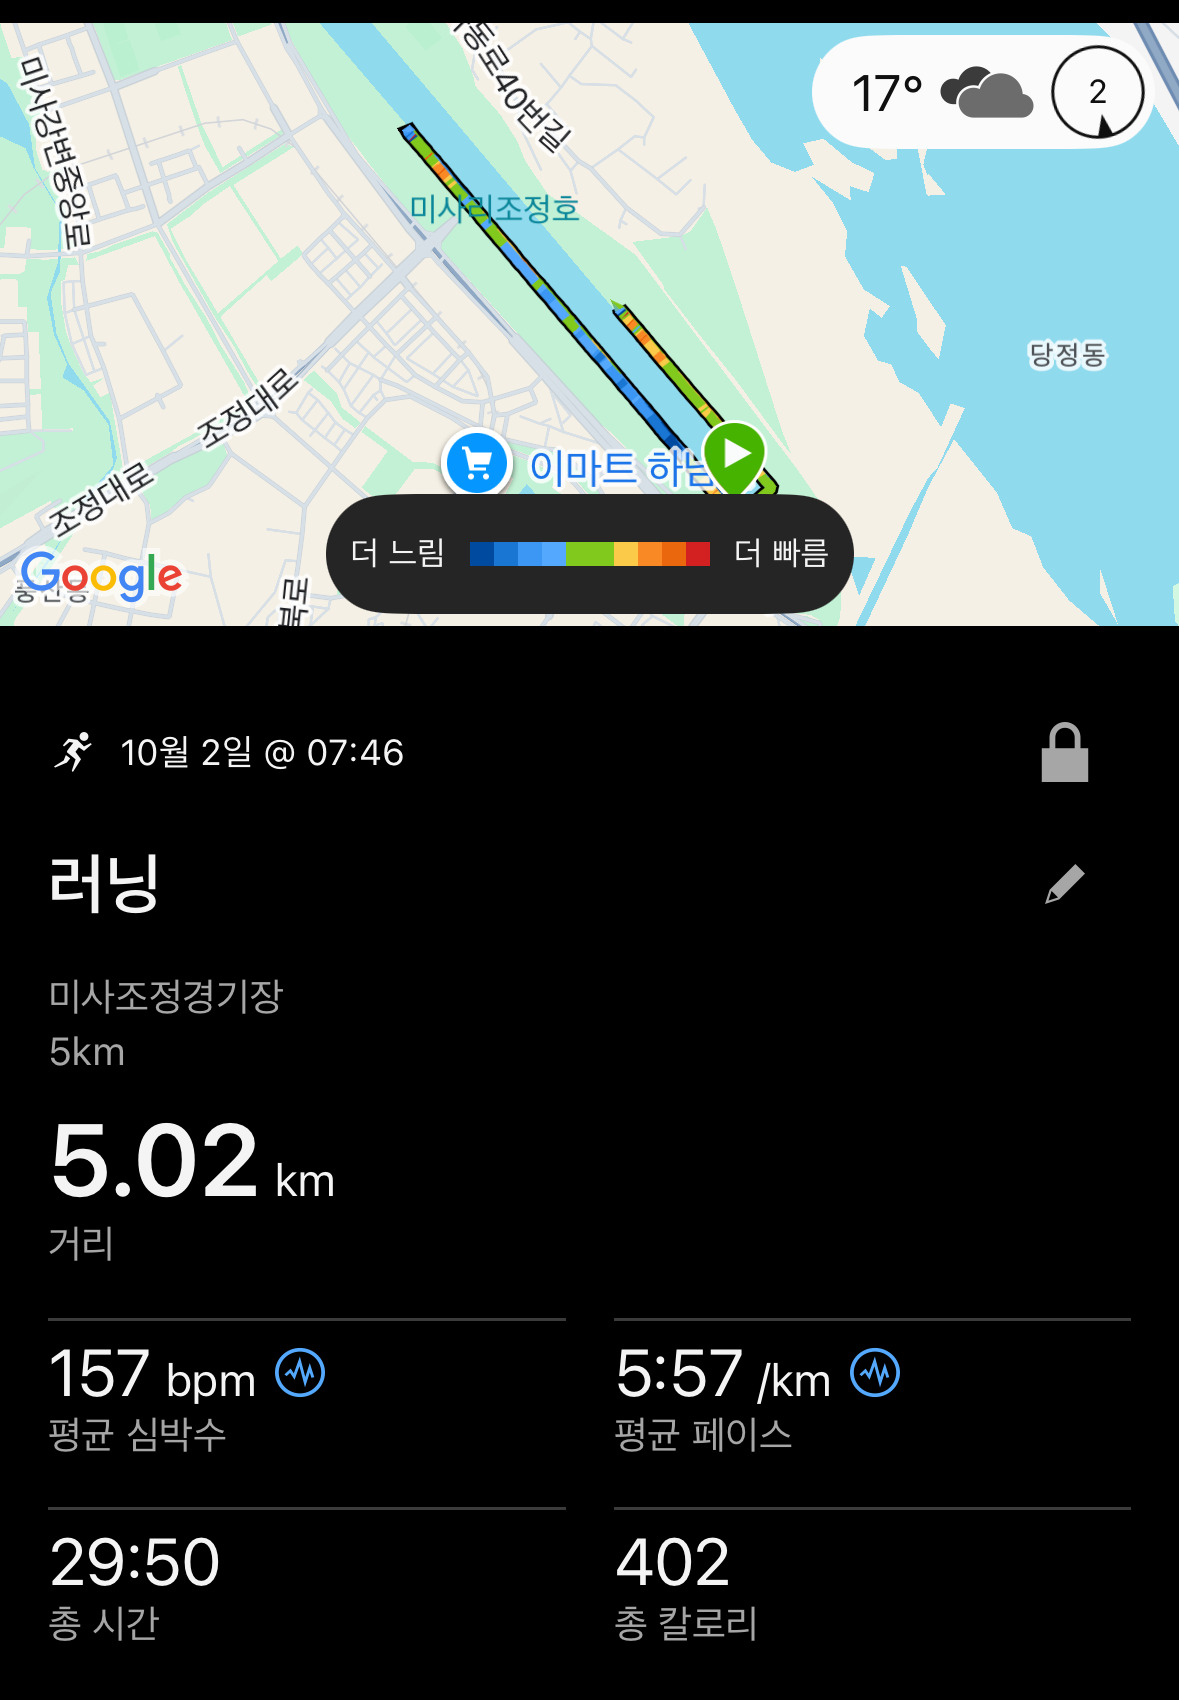 미사강변중앙로
동로40번길
17°
2
미사리조정호
당정동
조정대로
이마트 하남
조정대로
더 느림
더 빠름
Google
북로
10월 2일 @ 07:46
러닝
미사조정경기장
5km
5.02 km
거리
157 bpm
5:57 /km
평균 심박수
평균 페이스
29:50
402
총 시간
총 칼로리